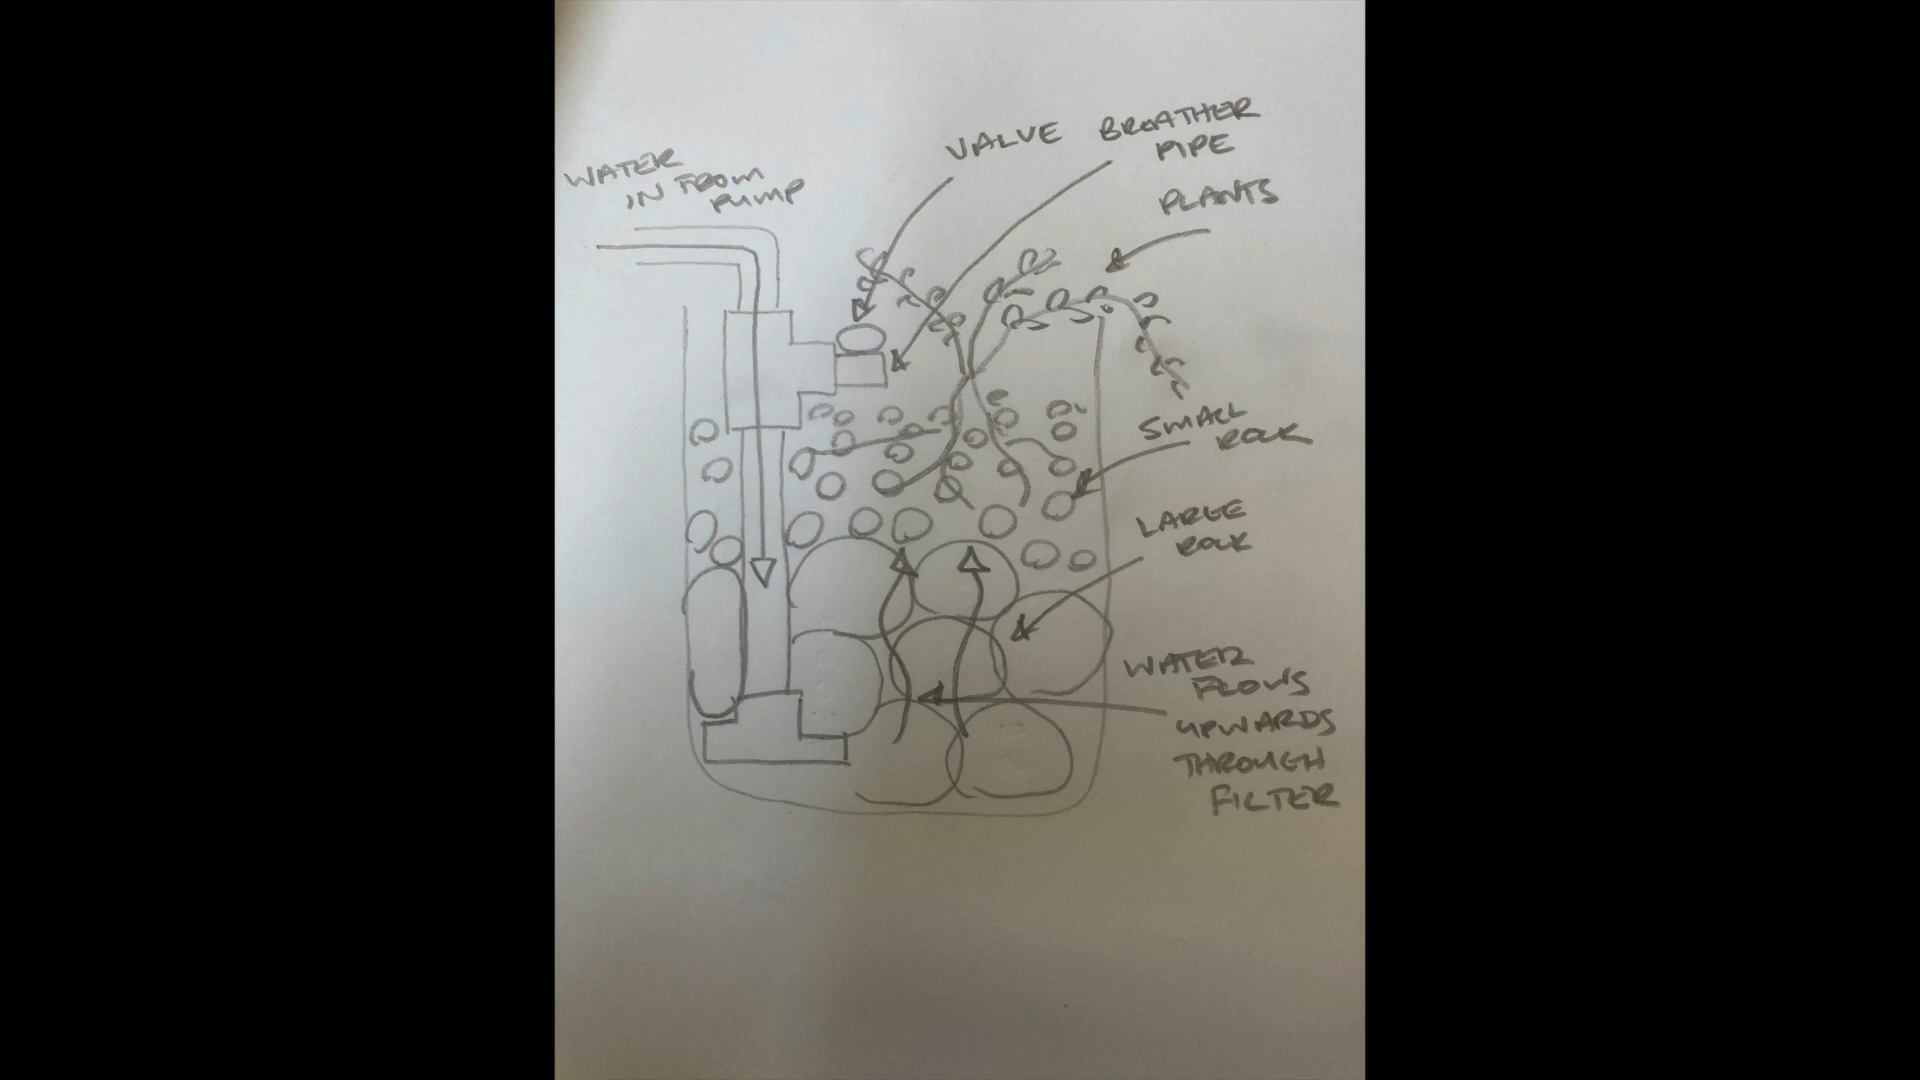 WATER
IN FROM
PUMP
VALVE
BREATHER
PIPE
PLANTS
SMALL
ROCK
LARGE
ROCK
WATER
FLOWS
UPWARDS
THROUGH
FILTER